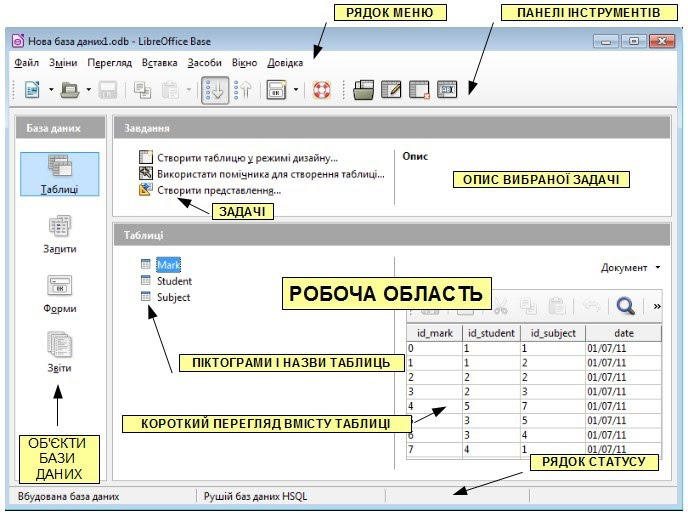 РЯДОК МЕНЮ
ПАНЕЛІ ІНСТРУМЕНТІВ
Нова база даних1.odb - LibreOffice Base
Файл Зміни Перегляд Вставка Засоби Вікно Довідка
База даних
Завдання
Створити таблицю у режимі дизайну...
Використати помічника для створення таблиці...
Створити представлення...
Опис
ОПИС ВИБРАНОЇ ЗАДАЧІ
ЗАДАЧІ
Таблиці
Запити
Форми
Звіти
ОБ'ЄКТИ
БАЗИ
ДАНИХ
Таблиці
Mark
Student
Subject
Документ
РОБОЧА ОБЛАСТЬ
ПІКТОГРАМИ І НАЗВИ ТАБЛИЦЬ
КОРОТКИЙ ПЕРЕГЛЯД ВМІСТУ ТАБЛИЦІ
id_mark id_student id_subject date
0 1 1 01/07/11
1 1 2 01/07/11
2 2 2 01/07/11
3 2 3 01/07/11
4 5 7 01/07/11
3 5 01/07/11
6 3 4 01/07/11
7 4 1 01/07/11
РЯДОК СТАТУСУ
Вбудована база даних
Рушій баз даних HSQL